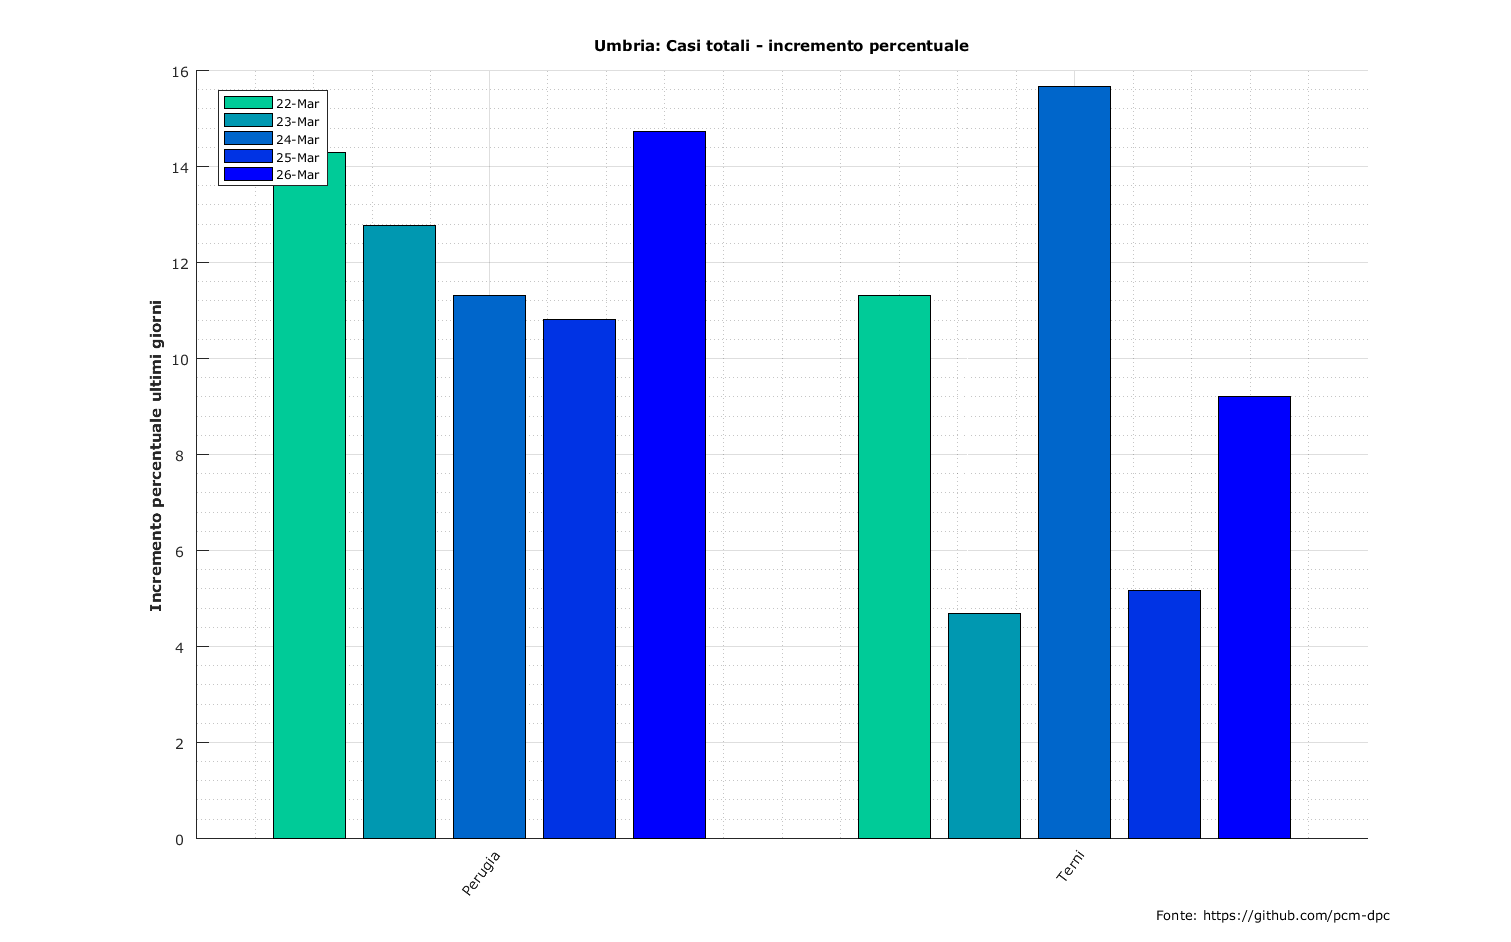 Umbria: Casi totali - incremento percentuale
16
14
12
10
8
6
4
2
0
Incremento percentuale ultimi giorni
22-Mar
23-Mar
24-Mar
25-Mar
26-Mar
Perugia
Terni
Fonte: https://github.com/pcm-dpc